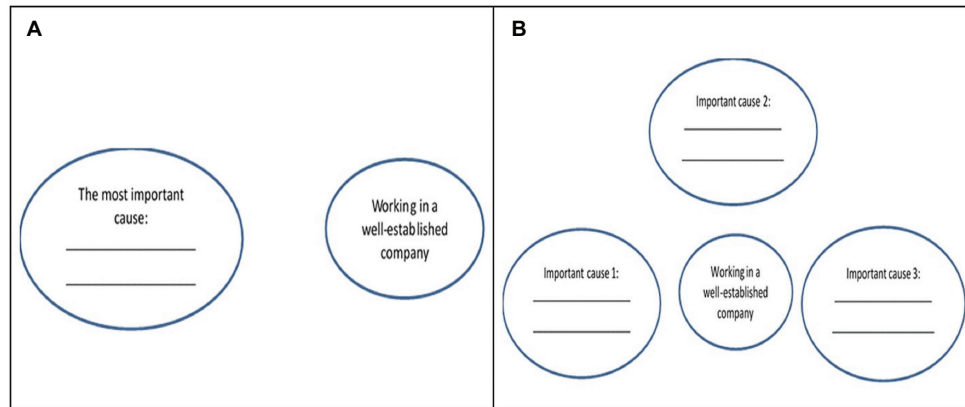 A
The most important
cause:
Working in a
well-established
company
B
Important cause 2:
Important cause 1:
Working in a
well-established
company
Important cause 3: